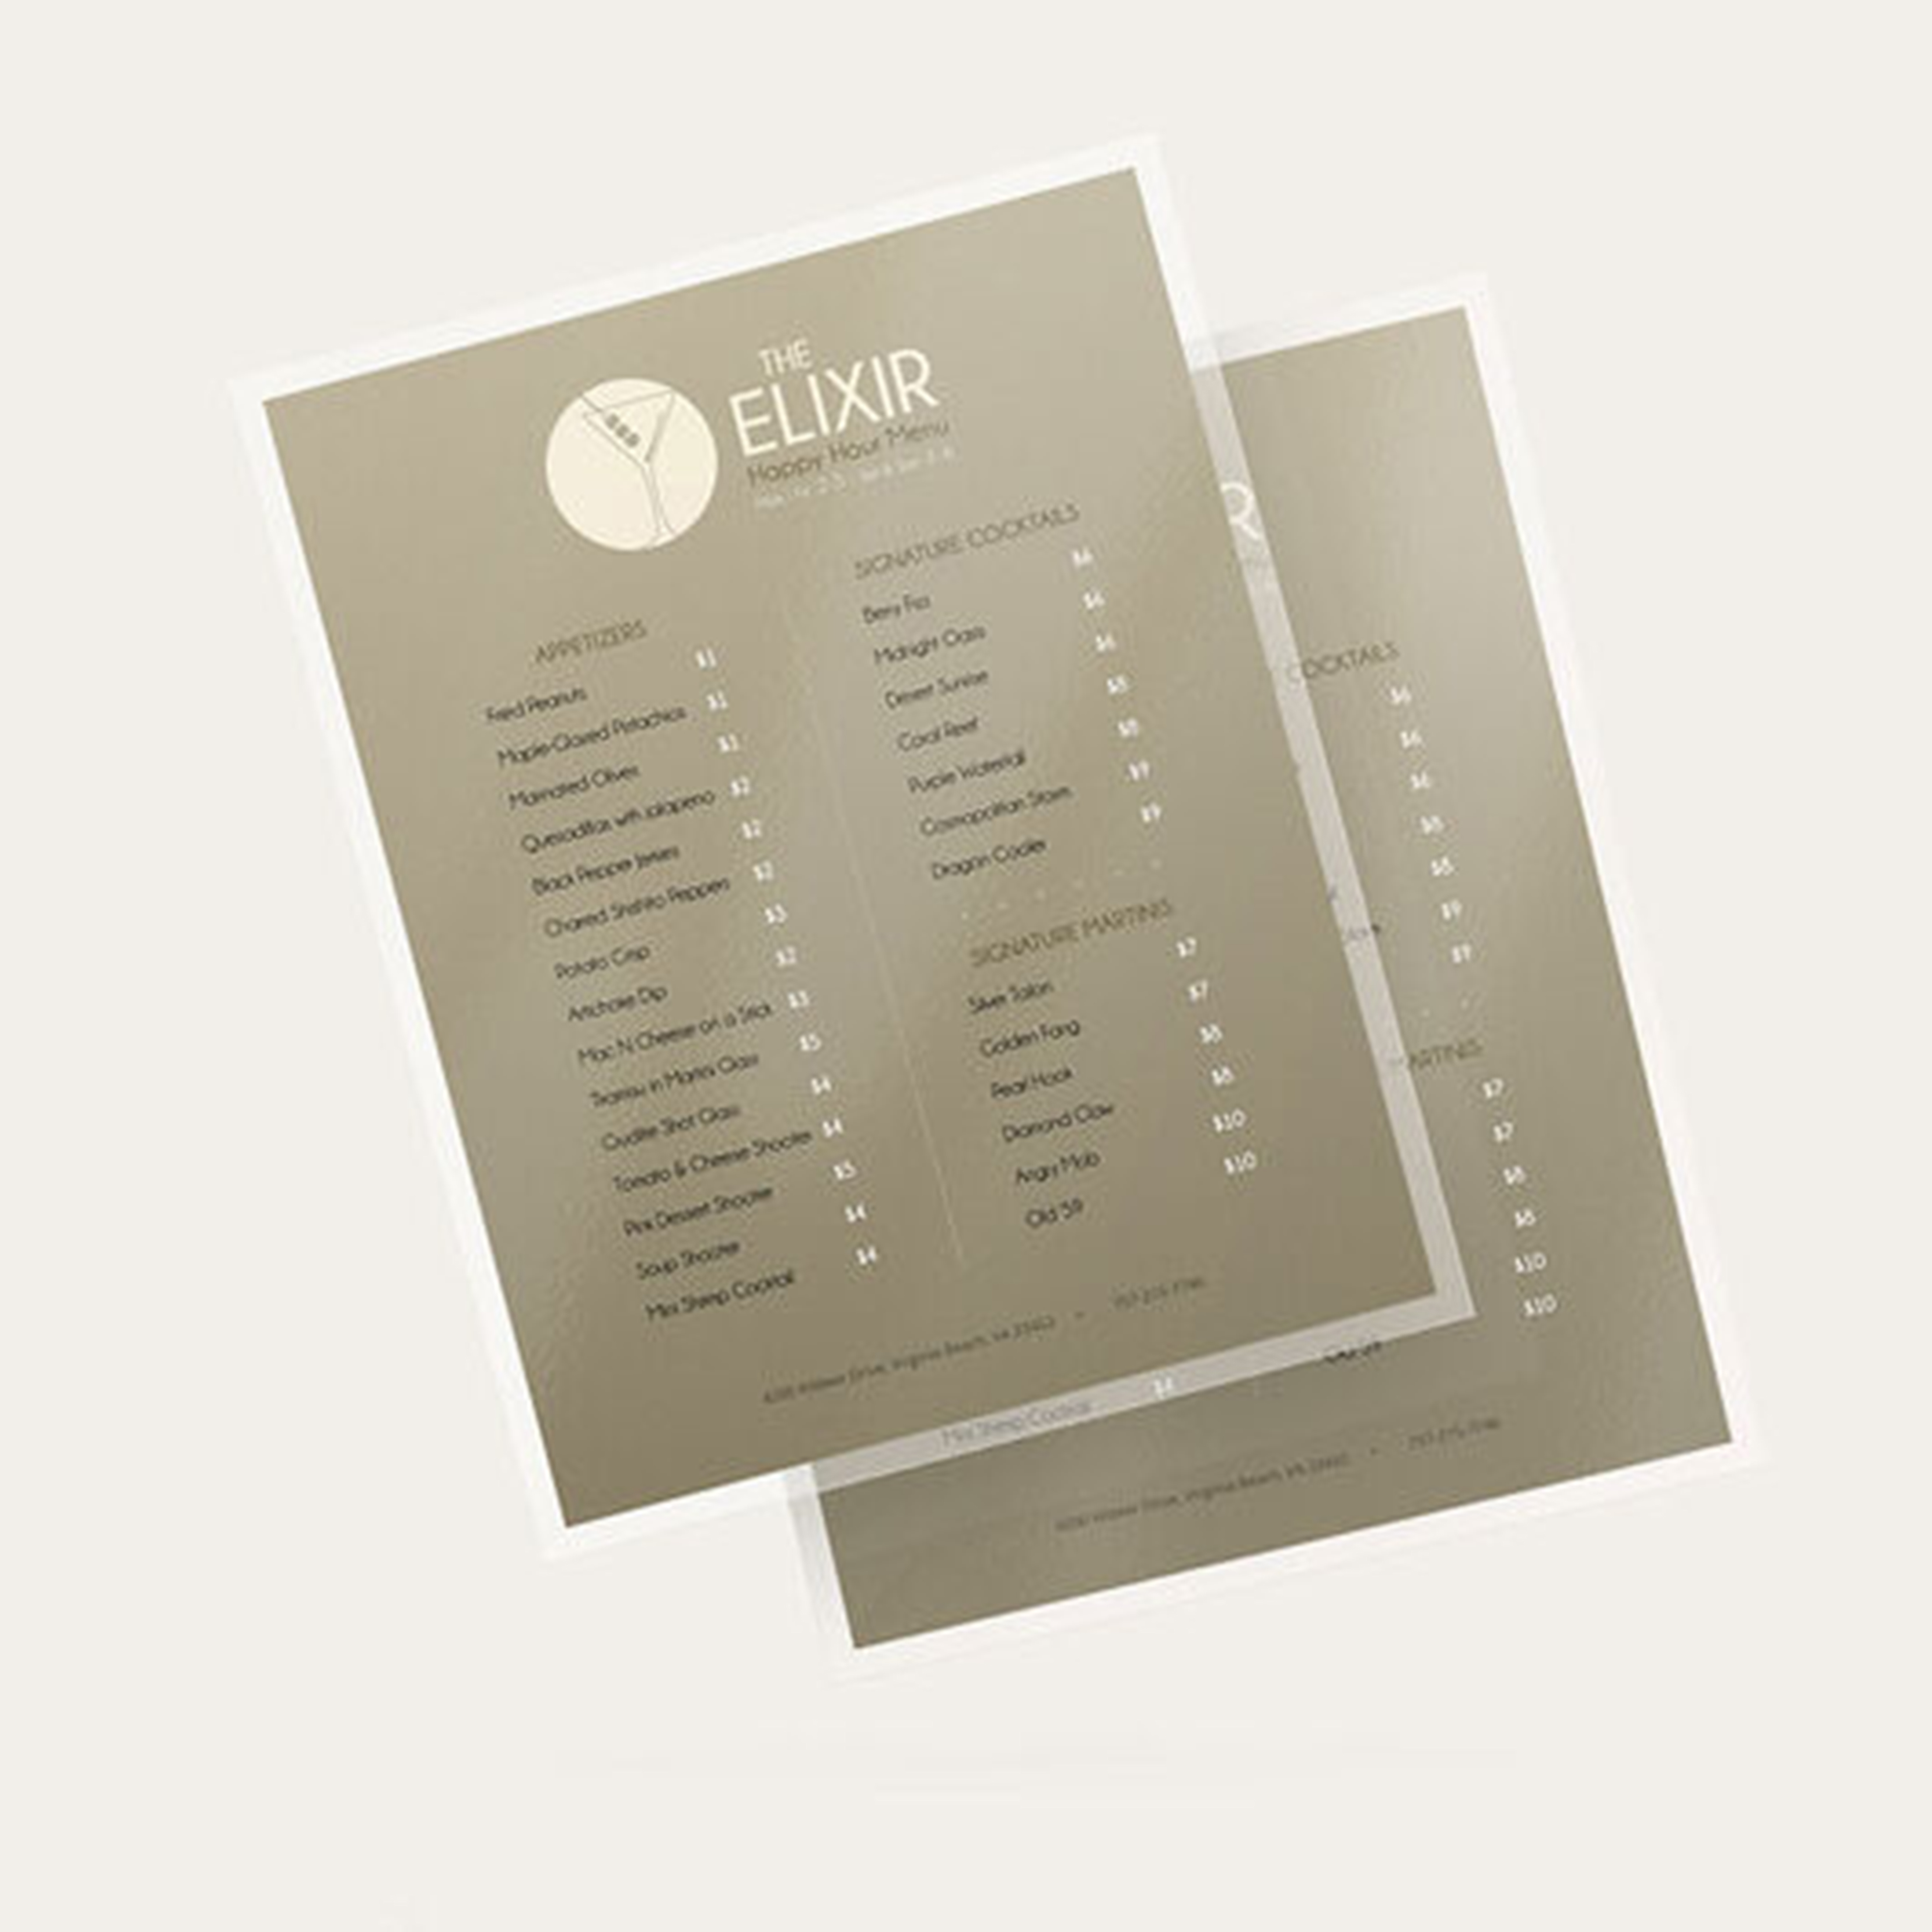 THE
ELIXIR
Happy Hour Menu
APPETIZERS
Fried Peanuts $1
Maple-Glazed Pistachios $1
Marinated Olives $1
Quesadillas with jalapeno $2
Black Pepper Jerkies $2
Charred Shishito Peppers $2
Potato Crisp $3
Artichoke Dip $2
Mac N Cheese on a Stick $3
Tiramisu in Martini Glass $5
Crudite Shot Glass $4
Tomato & Cheese Shooter $4
Pink Dessert Shooter $5
Soup Shooter $4
Mini Shrimp Cocktail $4
SIGNATURE COCKTAILS
Berry Fizz $6
Midnight Oasis $6
Desert Sunrise $6
Coral Reef $8
Purple Waterfall $8
Cosmopolitan Storm $9
Dragon Cooler $9
SIGNATURE MARTINIS
Silver Talon $7
Golden Fang $7
Pearl Hook $8
Diamond Claw $8
Angry Mob $10
Old 59 $10
Drive, Virginia Beach, VA
R
COCKTAILS
$6
$6
$6
$8
$8
$9
Storm
$9
MARTINIS
$7
$7
$8
$8
$10
$10
Mini Shrimp Cocktail $4
Drive, Virginia Beach, VA